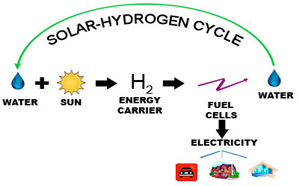 SOLAR-HYDROGEN CYCLE
WATER
SUN
H2
ENERGY
CARRIER
FUEL
CELLS
WATER
ELECTRICITY